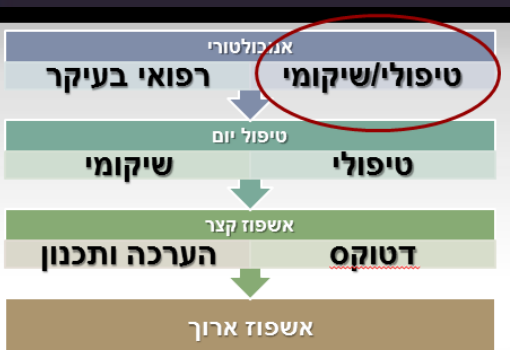 אמבולטורי
טיפולי/שיקומי רפואי בעיקר
טיפול יום
טיפולי שיקומי
אשפוז קצר
דטוקס הערכה ותכנון
אשפוז ארוך